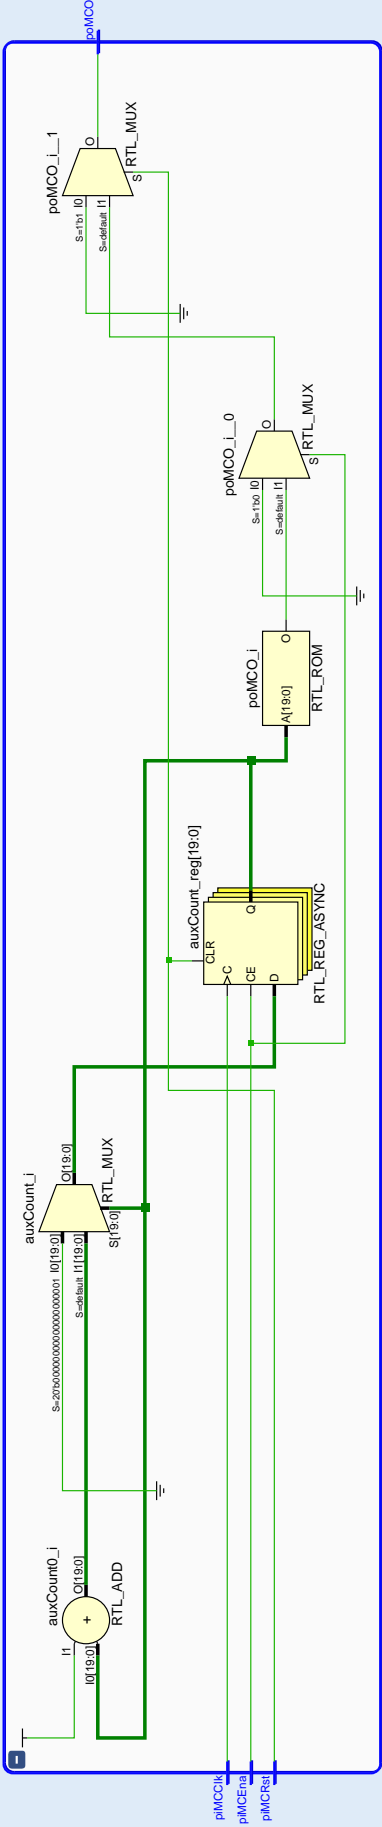 auxCount0_i
I1
I0[19:0]
O[19:0]
+
RTL_ADD
auxCount_i
S=20'b00000000000000000001
I0[19:0]
S=default
I1[19:0]
O[19:0]
S[19:0]
RTL_MUX
auxCount_reg[19:0]
CLR
C
CE
D
Q
RTL_REG_ASYNC
poMCO_i
A[19:0]
O
RTL_ROM
poMCO_i__0
S=1'b0
I0
S=default
I1
O
S
RTL_MUX
poMCO_i__1
S=1'b1
I0
S=default
I1
O
S
RTL_MUX
poMCO
piMCClk
piMCEna
piMCRst